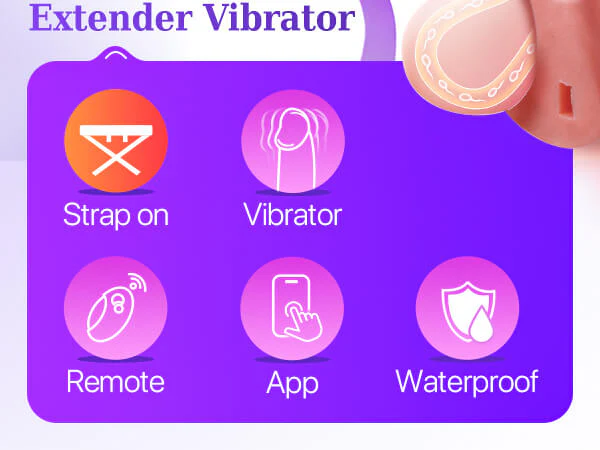 Extender Vibrator
Strap on
Vibrator
Remote
App
Waterproof